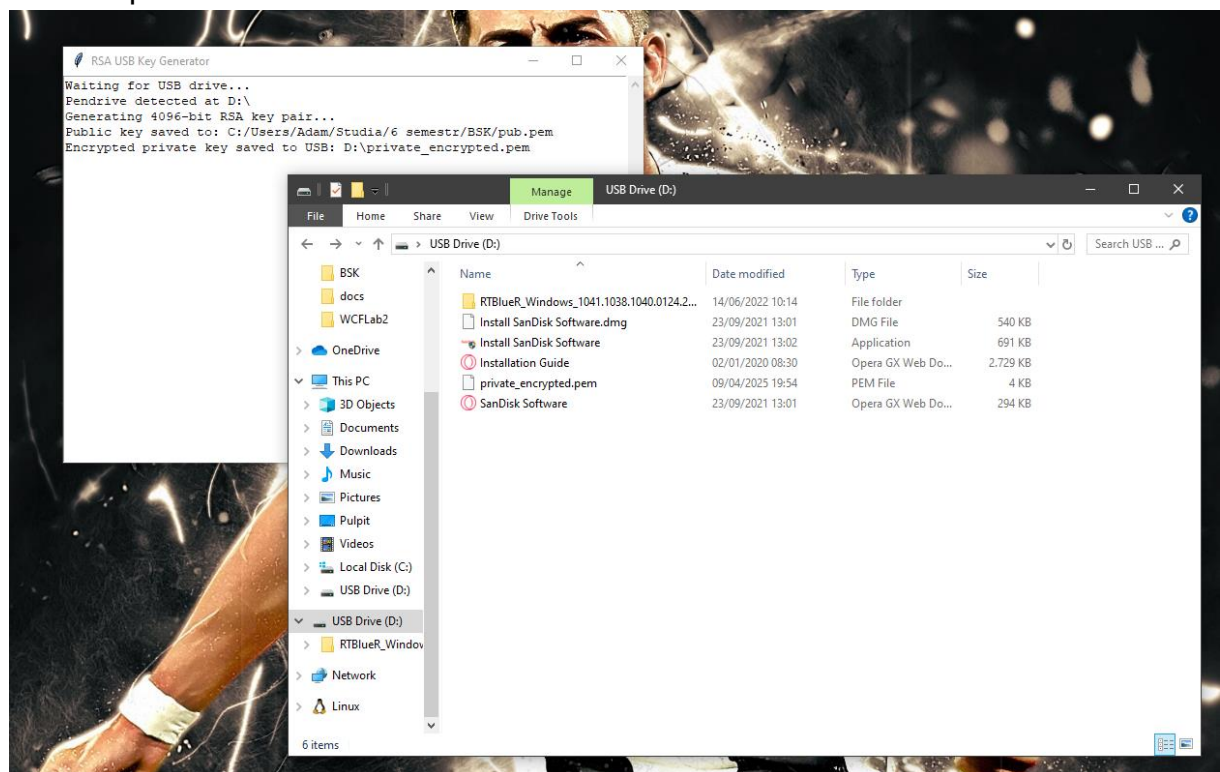 RSA USB Key Generator
Waiting for USB drive...
Pendrive detected at D:\
Generating 4096-bit RSA key pair...
Public key saved to: C:/Users/Adam/Studia/6 semestr/BSK/pub.pem
Encrypted private key saved to USB: D:\private_encrypted.pem
Manage USB Drive (D:)
File Home Share View Drive Tools
USB Drive (D:) Search USB ...
BSK
docs
WCFLab2
OneDrive
This PC
3D Objects
Documents
Downloads
Music
Pictures
Pulpit
Videos
Local Disk (C:)
USB Drive (D:)
USB Drive (D:)
RTBlueR_Window
Network
Linux
Name Date modified Type Size
RTBlueR_Windows_1041.1038.1040.0124.2... 14/06/2022 10:14 File folder
Install SanDisk Software.dmg 23/09/2021 13:01 DMG File 540 KB
Install SanDisk Software 23/09/2021 13:02 Application 691 KB
Installation Guide 02/01/2020 08:30 Opera GX Web Do... 2.729 KB
private_encrypted.pem 09/04/2025 19:54 PEM File 4 KB
SanDisk Software 23/09/2021 13:01 Opera GX Web Do... 294 KB
6 items